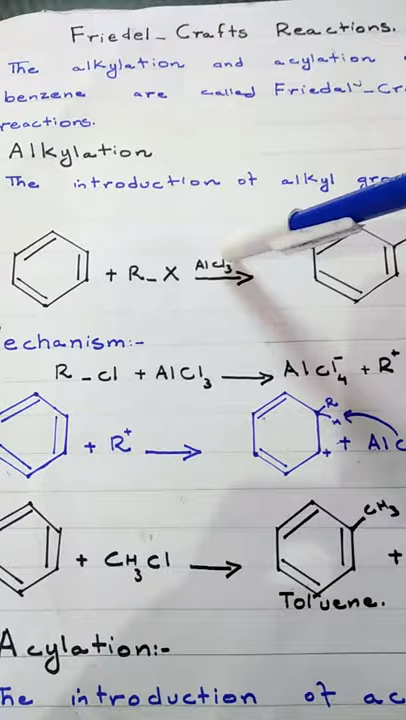 Friedel_Crafts Reactions.
The alkylation and acylation
benzene are called Friedal_Cr
reactions.
Alkylation
The introduction of alkyl gro
+ R_X AlCl3
echanism:-
R_Cl + AlCl3 → AlCl4- + R+
+ R+ → R H + + AlC
+ CH3Cl → CH3 +
Toluene.
Acylation:-
The introduction of ac